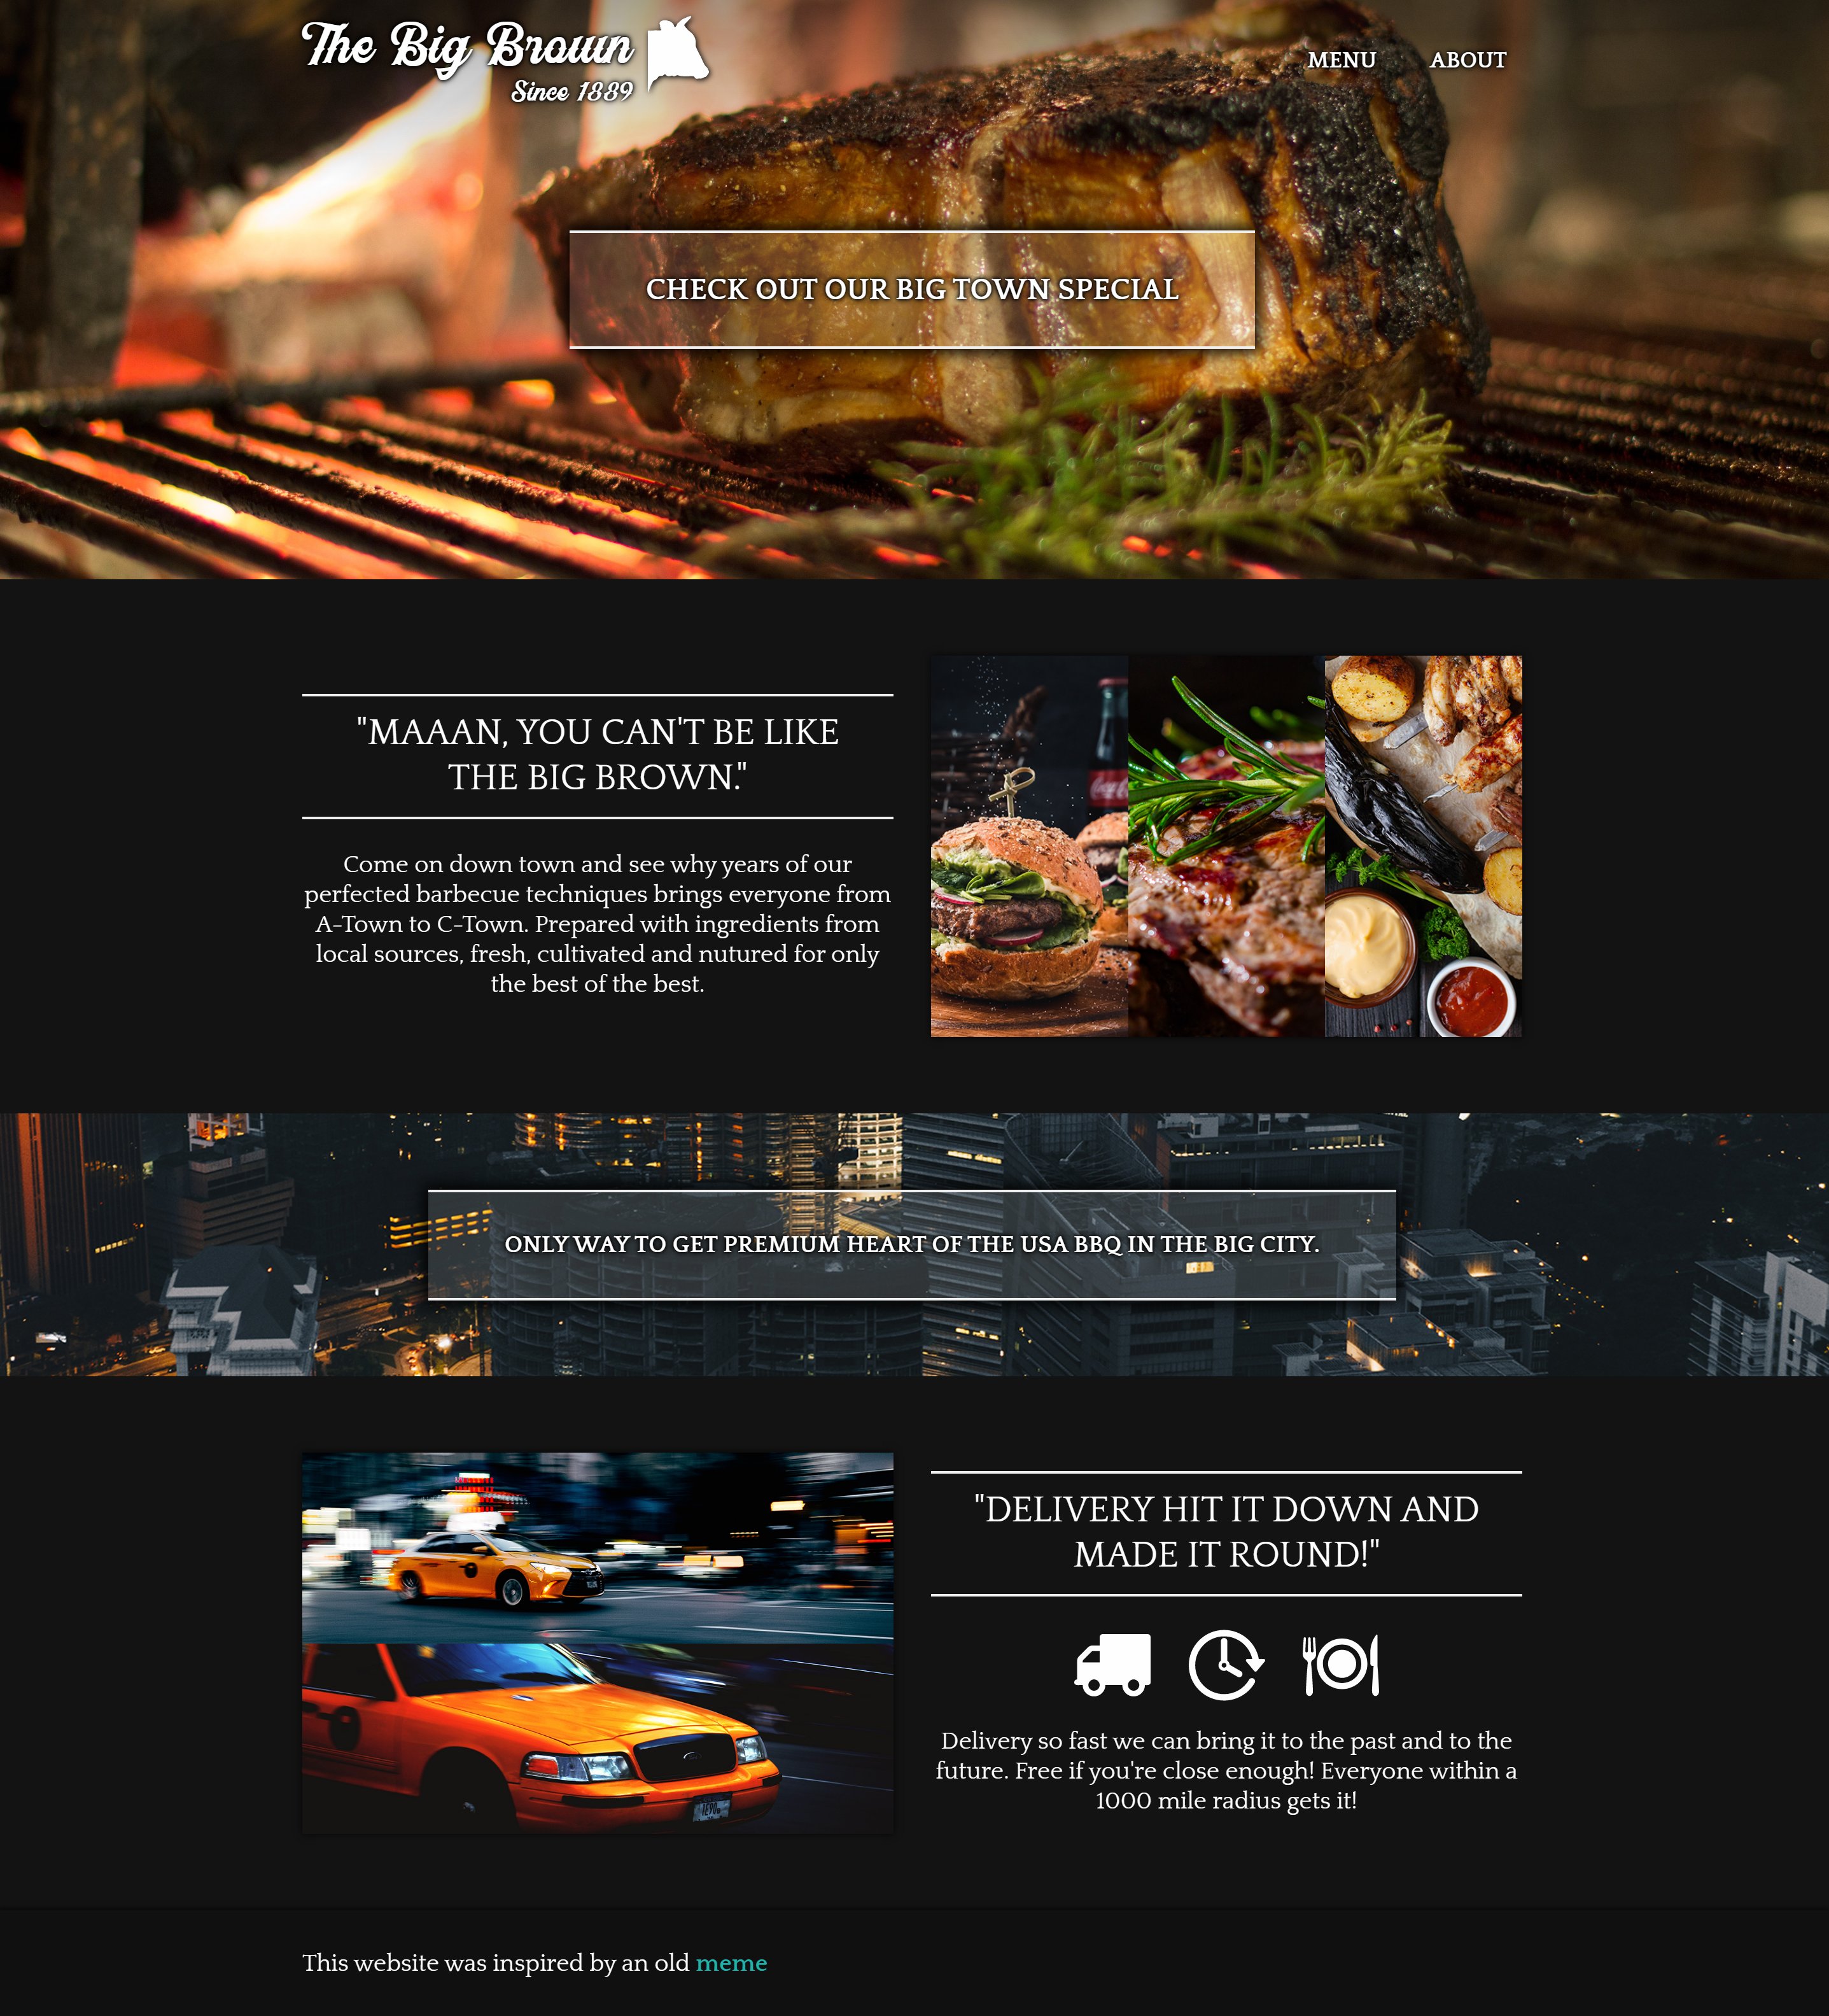 The Big Brown
Since 1889
MENU ABOUT
CHECK OUT OUR BIG TOWN SPECIAL
"MAAAN, YOU CAN'T BE LIKE
THE BIG BROWN."
Come on down town and see why years of our
perfected barbecue techniques brings everyone from
A-Town to C-Town. Prepared with ingredients from
local sources, fresh, cultivated and nutured for only
the best of the best.
ONLY WAY TO GET PREMIUM HEART OF THE USA BBQ IN THE BIG CITY.
"DELIVERY HIT IT DOWN AND
MADE IT ROUND!"
Delivery so fast we can bring it to the past and to the
future. Free if you're close enough! Everyone within a
1000 mile radius gets it!
This website was inspired by an old meme